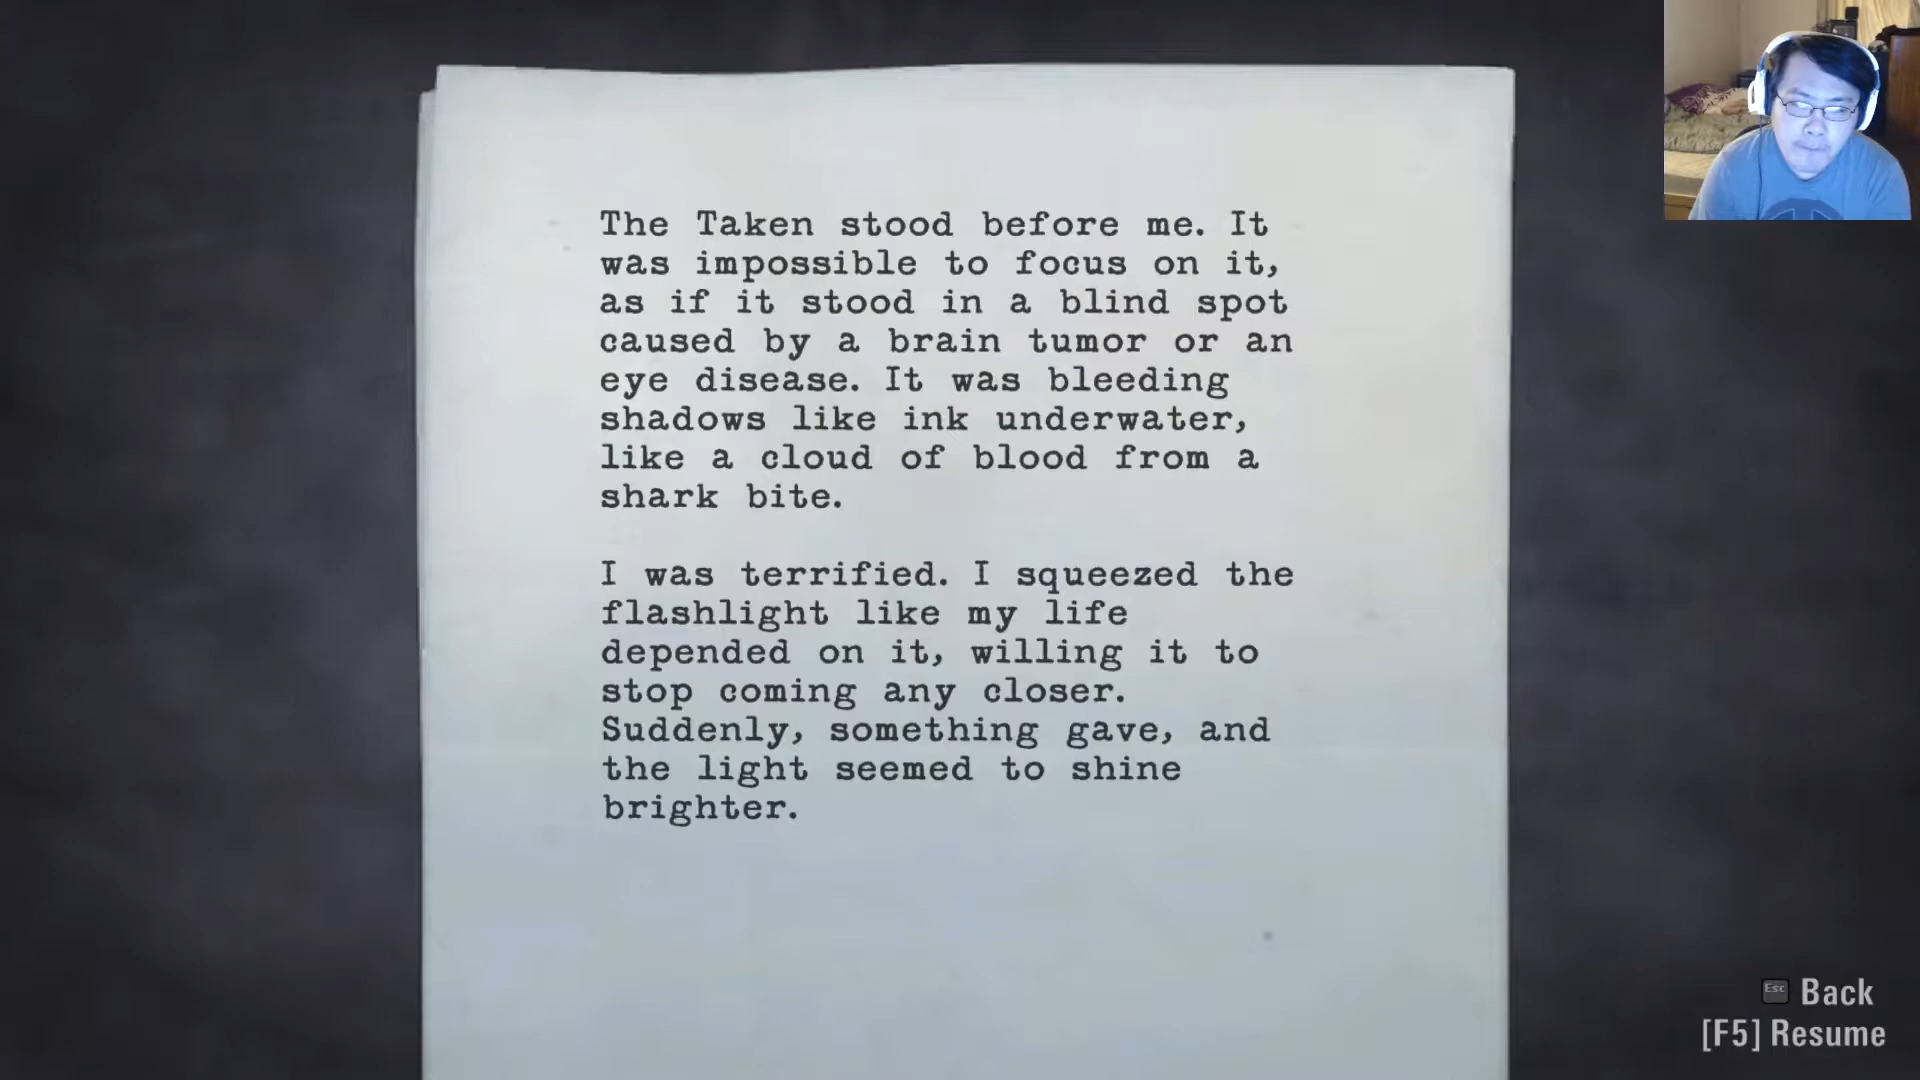 The Taken stood before me. It
was impossible to focus on it,
as if it stood in a blind spot
caused by a brain tumor or an
eye disease. It was bleeding
shadows like ink underwater,
like a cloud of blood from a
shark bite.
I was terrified. I squeezed the
flashlight like my life
depended on it, willing it to
stop coming any closer.
Suddenly, something gave, and
the light seemed to shine
brighter.
Esc Back
[F5] Resume